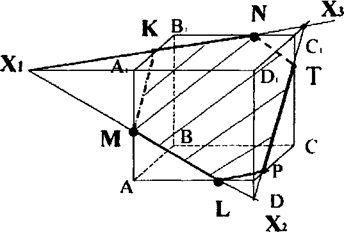 B₁ N X₃
K
C₁
X₁ A₁ D₁ T
M B
C
P
A L D
X₂